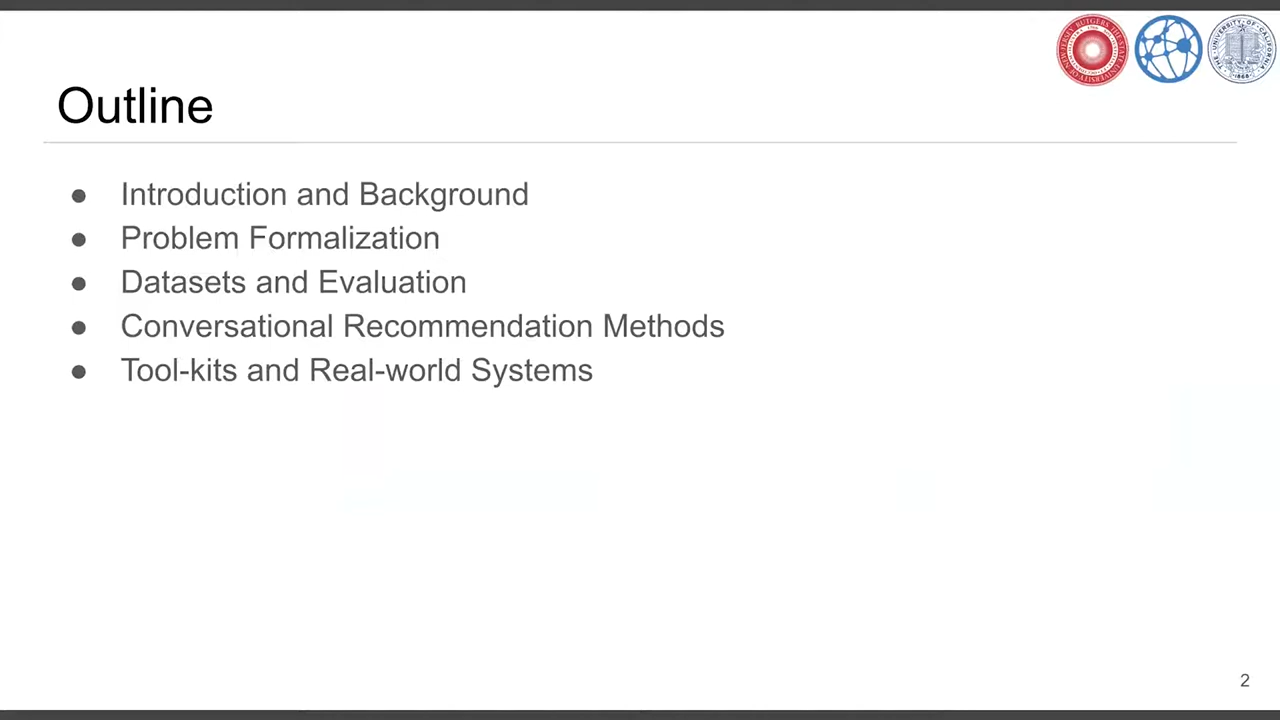 Outline
● Introduction and Background
● Problem Formalization
● Datasets and Evaluation
● Conversational Recommendation Methods
● Tool-kits and Real-world Systems
2